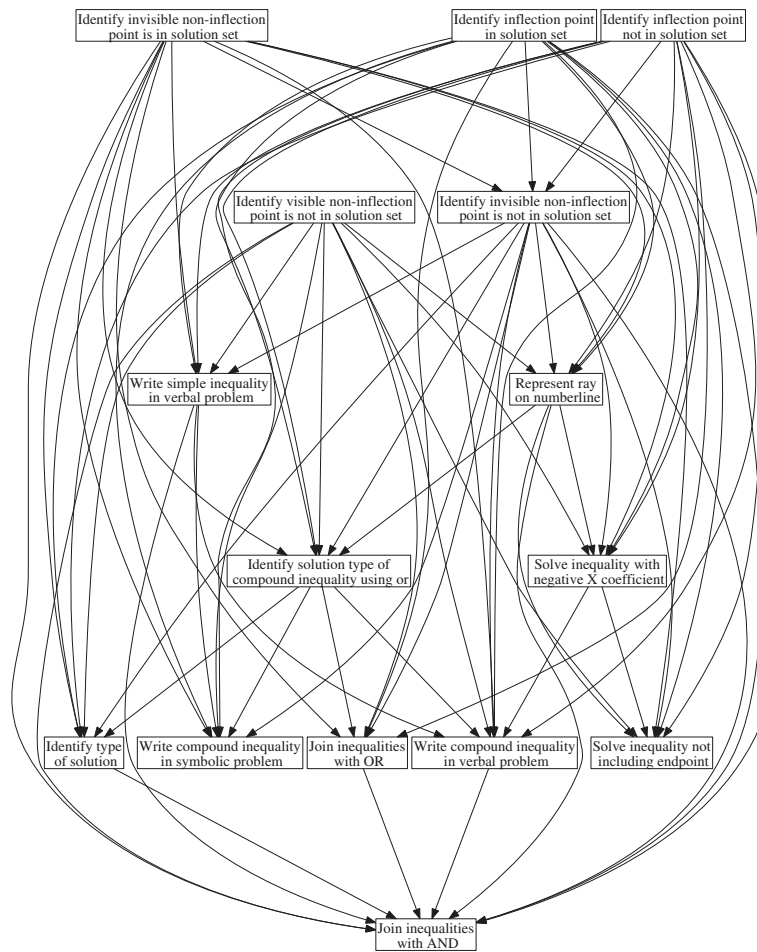 Identify invisible non-inflection
point is in solution set
Identify inflection point
in solution set
Identify inflection point
not in solution set
Identify visible non-inflection
point is not in solution set
Identify invisible non-inflection
point is not in solution set
Write simple inequality
in verbal problem
Represent ray
on numberline
Identify solution type of
compound inequality using or
Solve inequality with
negative X coefficient
Identify type
of solution
Write compound inequality
in symbolic problem
Join inequalities
with OR
Write compound inequality
in verbal problem
Solve inequality not
including endpoint
Join inequalities
with AND